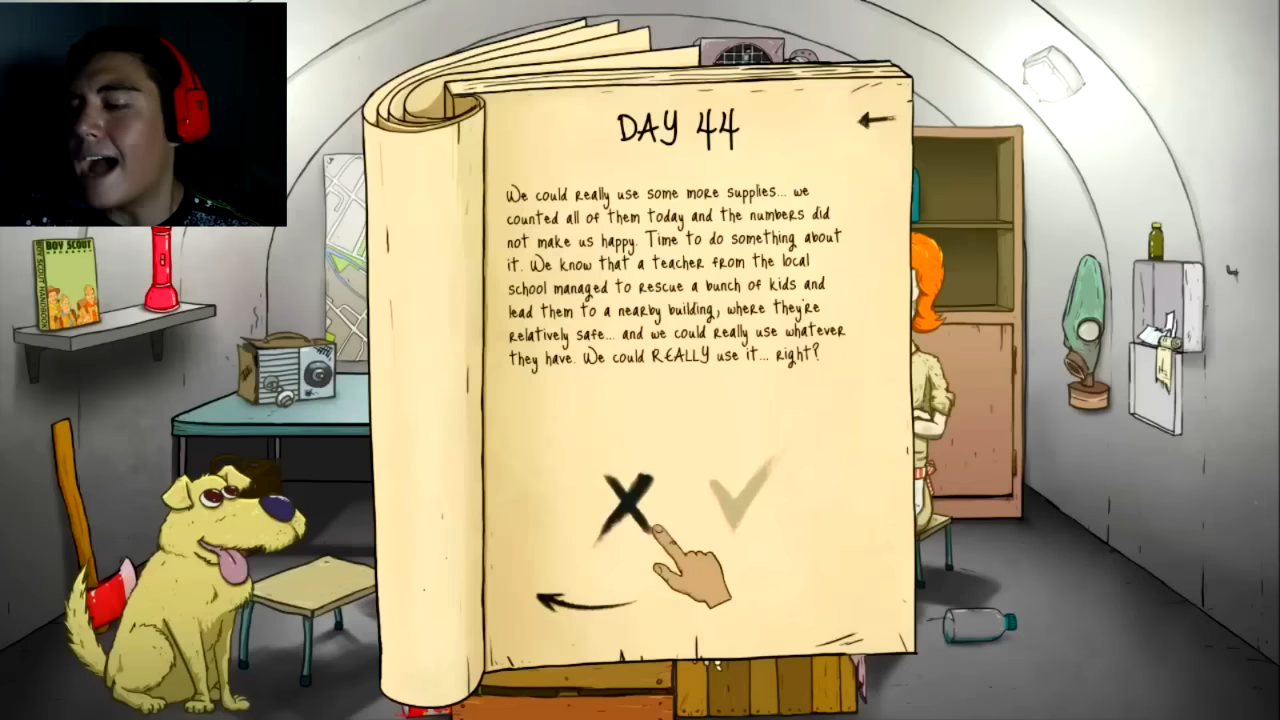 DAY 44
We could really use some more supplies... we
counted all of them today and the numbers did
not make us happy. Time to do something about
it. We know that a teacher from the local
school managed to rescue a bunch of kids and
lead them to a nearby building, where they're
relatively safe... and we could really use whatever
they have. We could REALLY use it... right?
BOY SCOUT
BOY SCOUT HANDBOOK